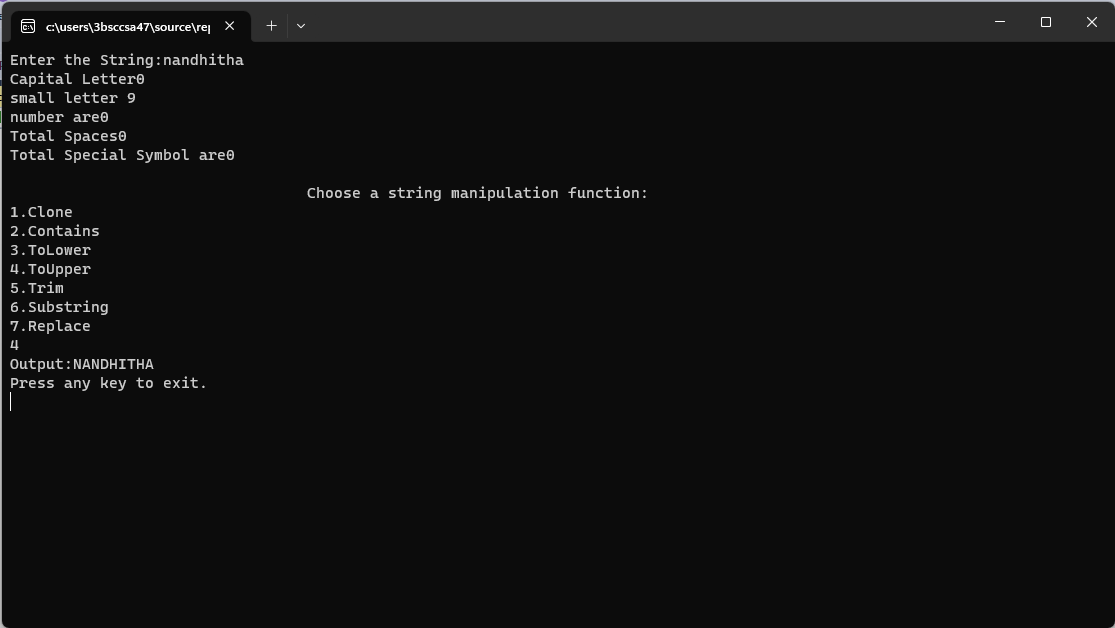 c:\users\3bsccsa47\source\rep
Enter the String:nandhitha
Capital Letter0
small letter 9
number are0
Total Spaces0
Total Special Symbol are0
Choose a string manipulation function:
1.Clone
2.Contains
3.ToLower
4.ToUpper
5.Trim
6.Substring
7.Replace
4
Output:NANDHITHA
Press any key to exit.